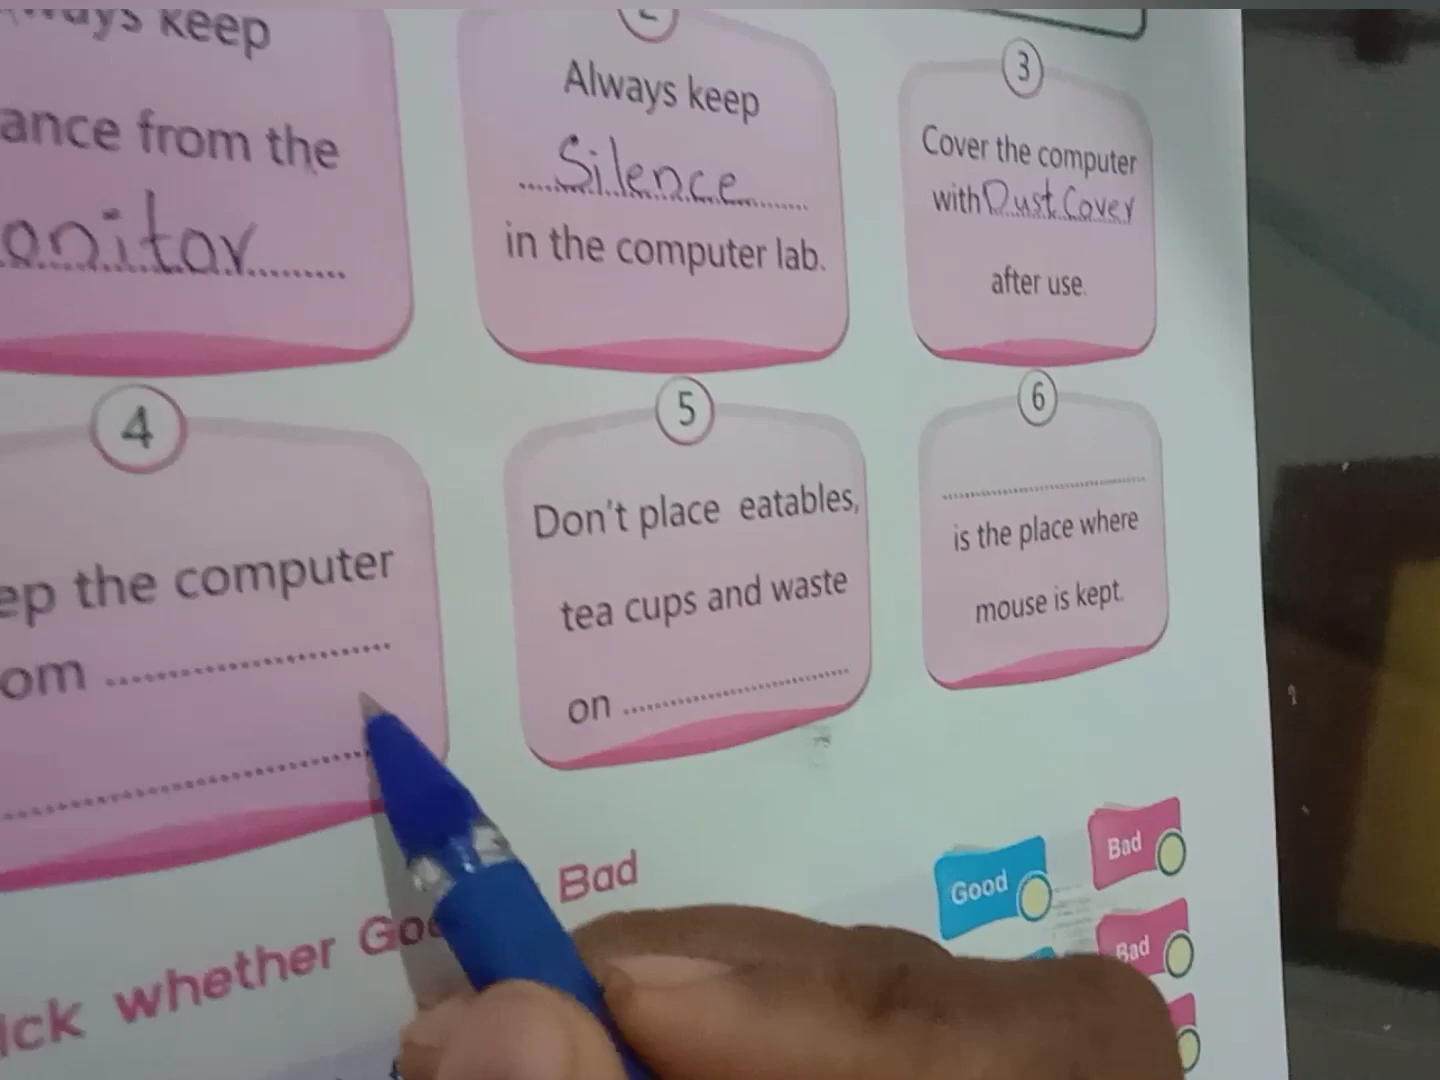 keep
ance from the
onitor
2
Always keep
Silence
in the computer lab.
3
Cover the computer
with Dust Cover
after use.
4
ep the computer
om
5
Don't place eatables,
tea cups and waste
on
6
is the place where
mouse is kept.
ick whether Goo Bad
Good
Bad
Bad